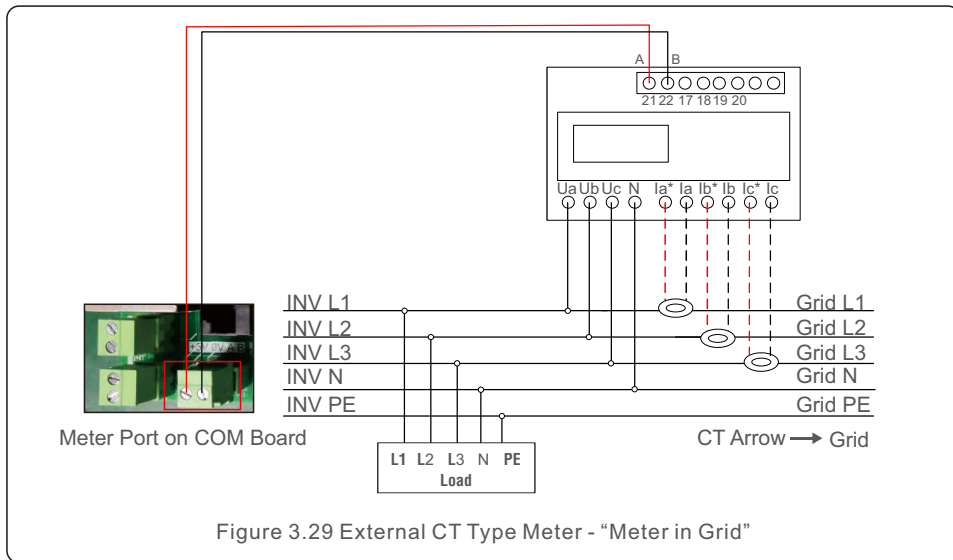 A B
21 22 17 18 19 20
Ua Ub Uc N Ia* Ia Ib* Ib Ic* Ic
+5V 0V A B
INV L1 Grid L1
INV L2 Grid L2
INV L3 Grid L3
INV N Grid N
INV PE Grid PE
Meter Port on COM Board
CT Arrow → Grid
L1 L2 L3 N PE
Load
Figure 3.29 External CT Type Meter - “Meter in Grid”